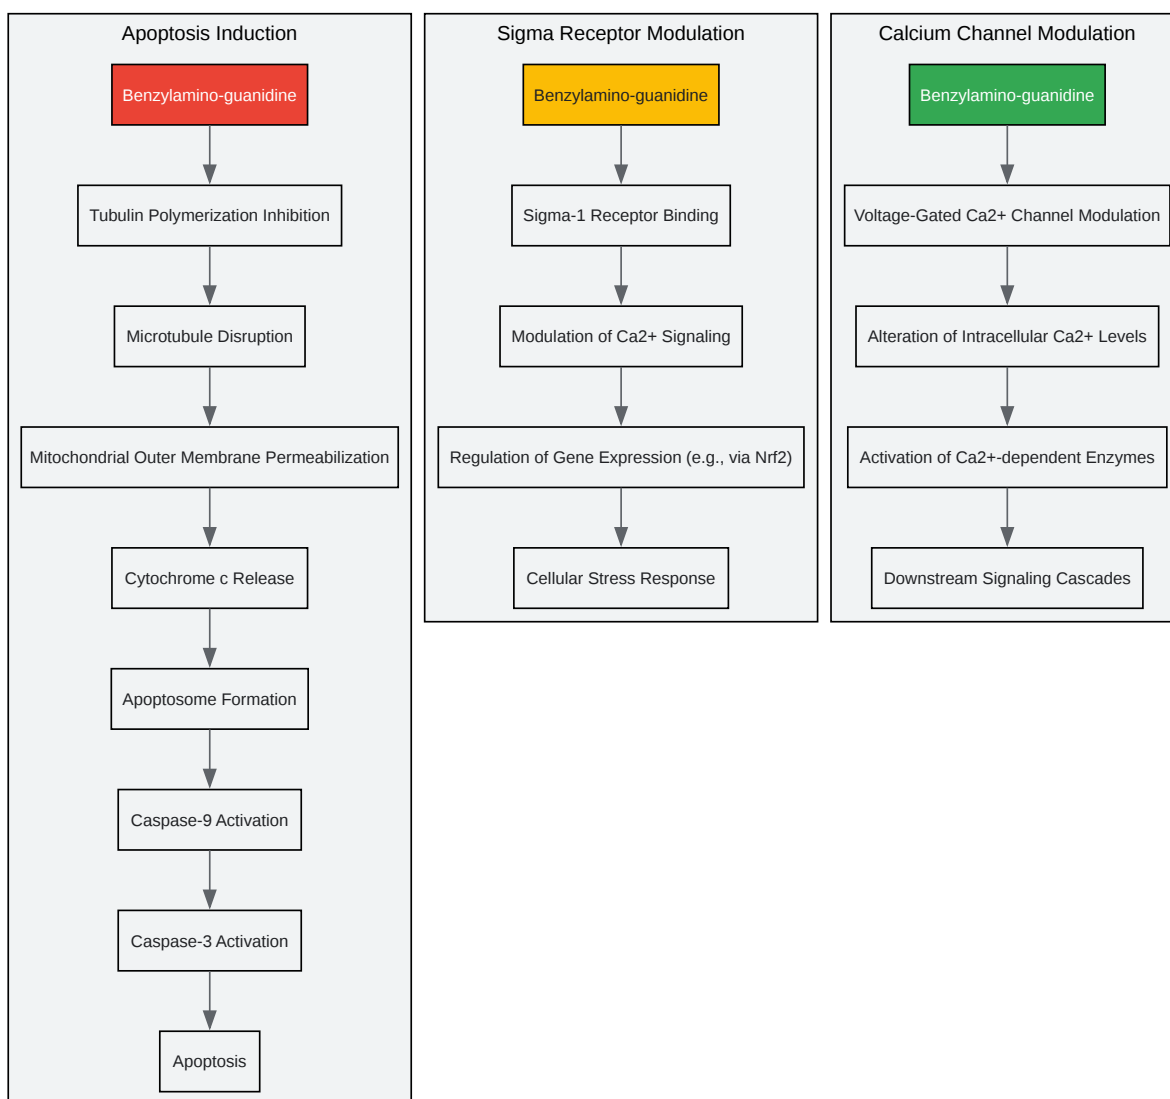 Apoptosis Induction
Benzylamino-guanidine
Tubulin Polymerization Inhibition
Microtubule Disruption
Mitochondrial Outer Membrane Permeabilization
Cytochrome c Release
Apoptosome Formation
Caspase-9 Activation
Caspase-3 Activation
Apoptosis
Sigma Receptor Modulation
Benzylamino-guanidine
Sigma-1 Receptor Binding
Modulation of Ca2+ Signaling
Regulation of Gene Expression (e.g., via Nrf2)
Cellular Stress Response
Calcium Channel Modulation
Benzylamino-guanidine
Voltage-Gated Ca2+ Channel Modulation
Alteration of Intracellular Ca2+ Levels
Activation of Ca2+-dependent Enzymes
Downstream Signaling Cascades